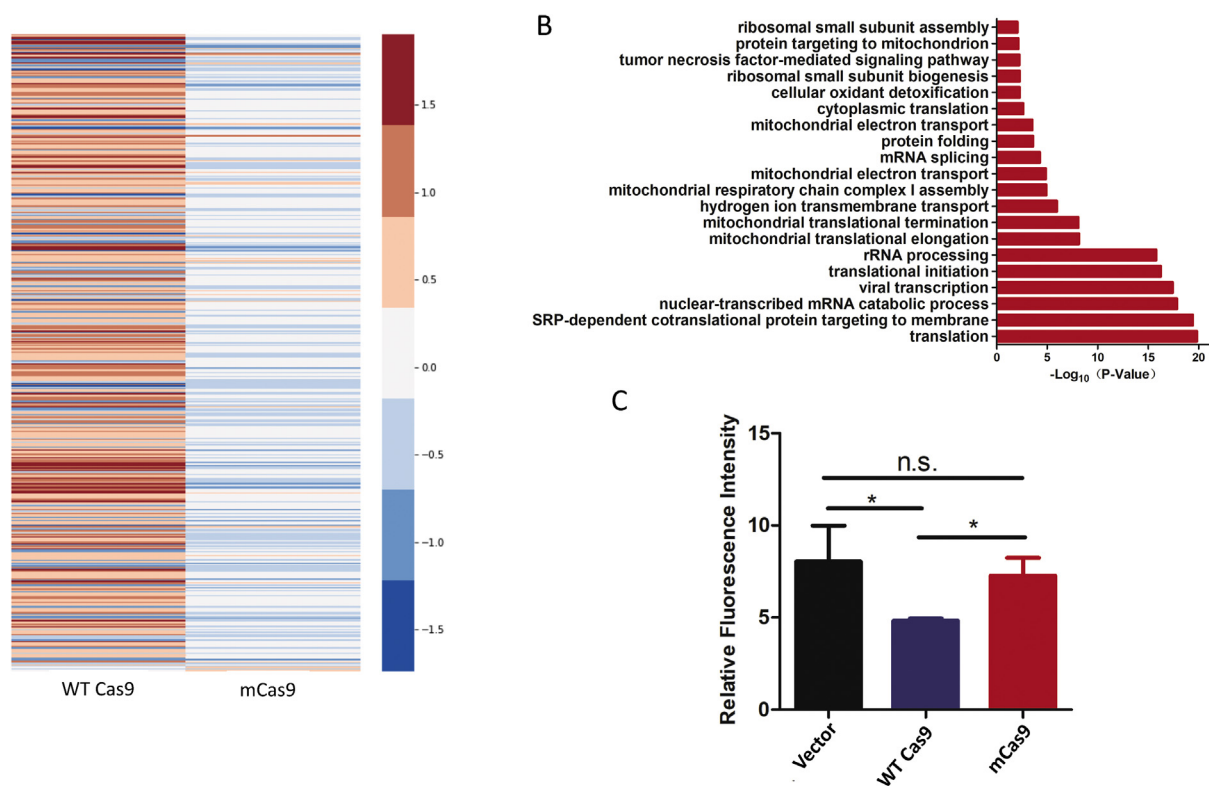 1.5
1.0
0.5
0.0
−0.5
−1.0
−1.5
WT Cas9
mCas9
B
ribosomal small subunit assembly
protein targeting to mitochondrion
tumor necrosis factor-mediated signaling pathway
ribosomal small subunit biogenesis
cellular oxidant detoxification
cytoplasmic translation
mitochondrial electron transport
protein folding
mRNA splicing
mitochondrial electron transport
mitochondrial respiratory chain complex I assembly
hydrogen ion transmembrane transport
mitochondrial translational termination
mitochondrial translational elongation
rRNA processing
translational initiation
viral transcription
nuclear-transcribed mRNA catabolic process
SRP-dependent cotranslational protein targeting to membrane
translation
0 5 10 15 20
-Log10 (P-Value)
C
Relative Fluorescence Intensity
15
10
5
0
n.s.
*
*
Vector
WT Cas9
mCas9